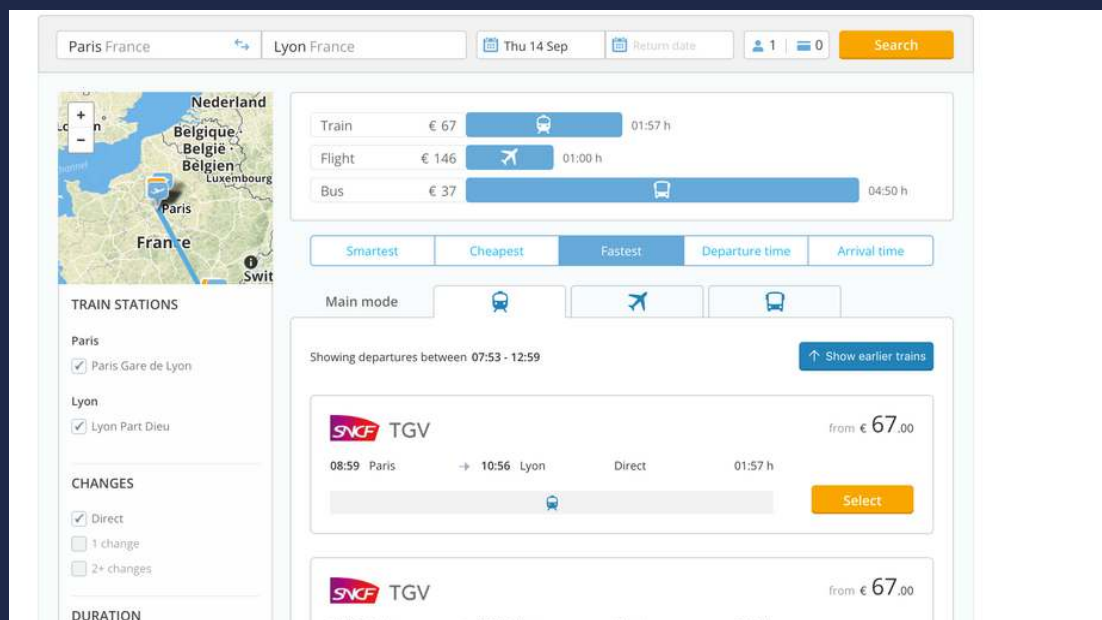 Paris France
Lyon France
Thu 14 Sep
Return date
1
0
Search
+
−
Nederland
Belgique
België
Belgien
Luxembourg
Paris
France
Swit
Train € 67 01:57 h
Flight € 146 01:00 h
Bus € 37 04:50 h
Smartest Cheapest Fastest Departure time Arrival time
Main mode
TRAIN STATIONS
Paris
Paris Gare de Lyon
Lyon
Lyon Part Dieu
CHANGES
Direct
1 change
2+ changes
DURATION
Showing departures between 07:53 - 12:59
↑ Show earlier trains
SNCF TGV
from € 67.00
08:59 Paris → 10:56 Lyon Direct 01:57 h
Select
SNCF TGV
from € 67.00